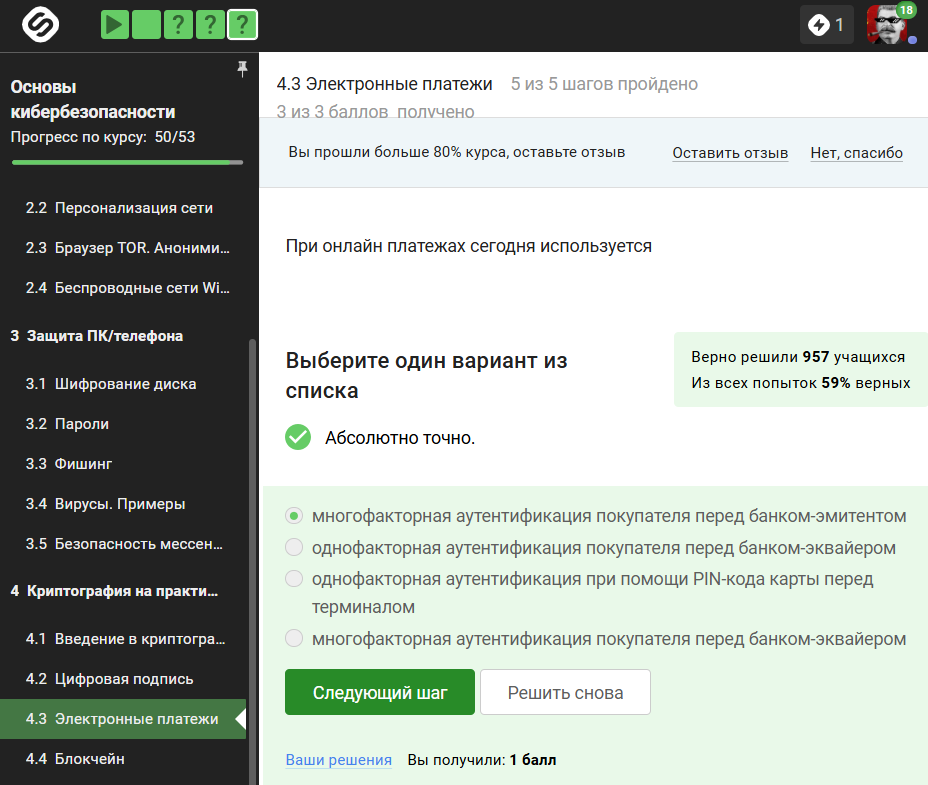 ? ? ?
1
18
Основы
кибербезопасности
Прогресс по курсу: 50/53
2.2 Персонализация сети
2.3 Браузер TOR. Аноними...
2.4 Беспроводные сети Wi...
3 Защита ПК/телефона
3.1 Шифрование диска
3.2 Пароли
3.3 Фишинг
3.4 Вирусы. Примеры
3.5 Безопасность мессен...
4 Криптография на практи...
4.1 Введение в криптогра...
4.2 Цифровая подпись
4.3 Электронные платежи
4.4 Блокчейн
4.3 Электронные платежи 5 из 5 шагов пройдено
3 из 3 баллов получено
Вы прошли больше 80% курса, оставьте отзыв Оставить отзыв Нет, спасибо
При онлайн платежах сегодня используется
Выберите один вариант из
списка
Верно решили 957 учащихся
Из всех попыток 59% верных
Абсолютно точно.
многофакторная аутентификация покупателя перед банком-эмитентом
однофакторная аутентификация покупателя перед банком-эквайером
однофакторная аутентификация при помощи PIN-кода карты перед
терминалом
многофакторная аутентификация покупателя перед банком-эквайером
Следующий шаг Решить снова
Ваши решения Вы получили: 1 балл